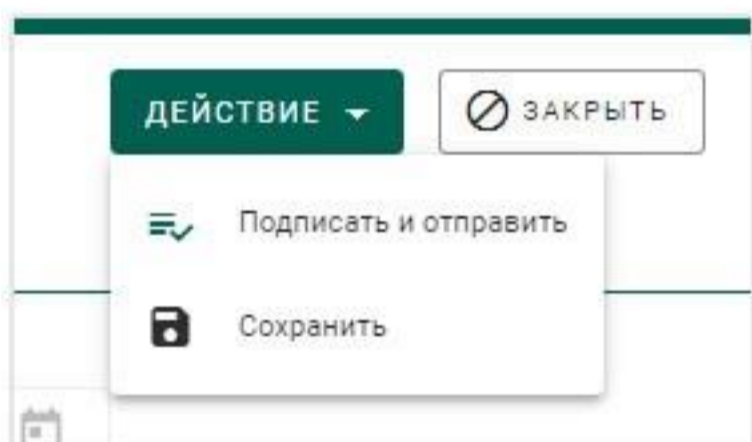 ДЕЙСТВИЕ
ЗАКРЫТЬ
Подписать и отправить
Сохранить